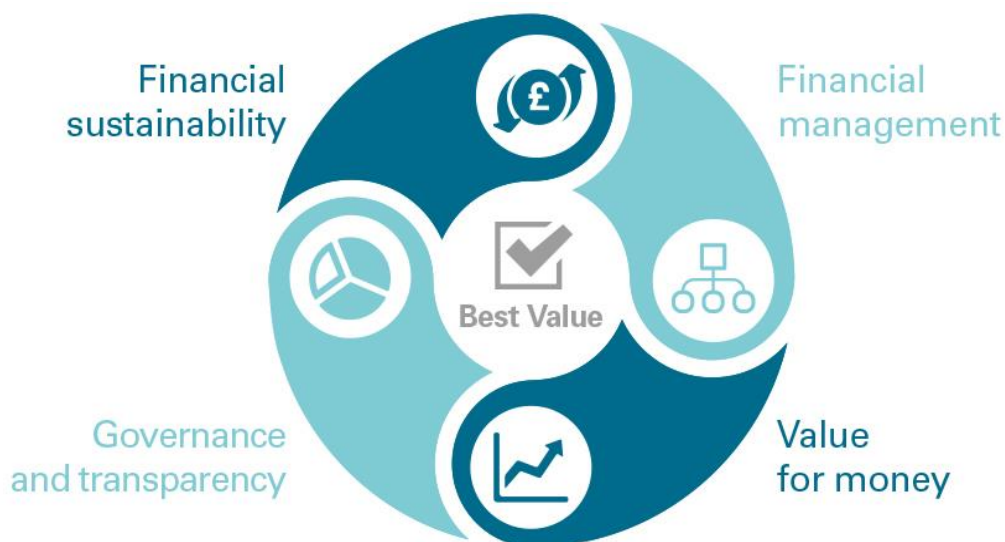 Financial
sustainability
£
Financial
management
Best Value
Governance
and transparency
Value
for money